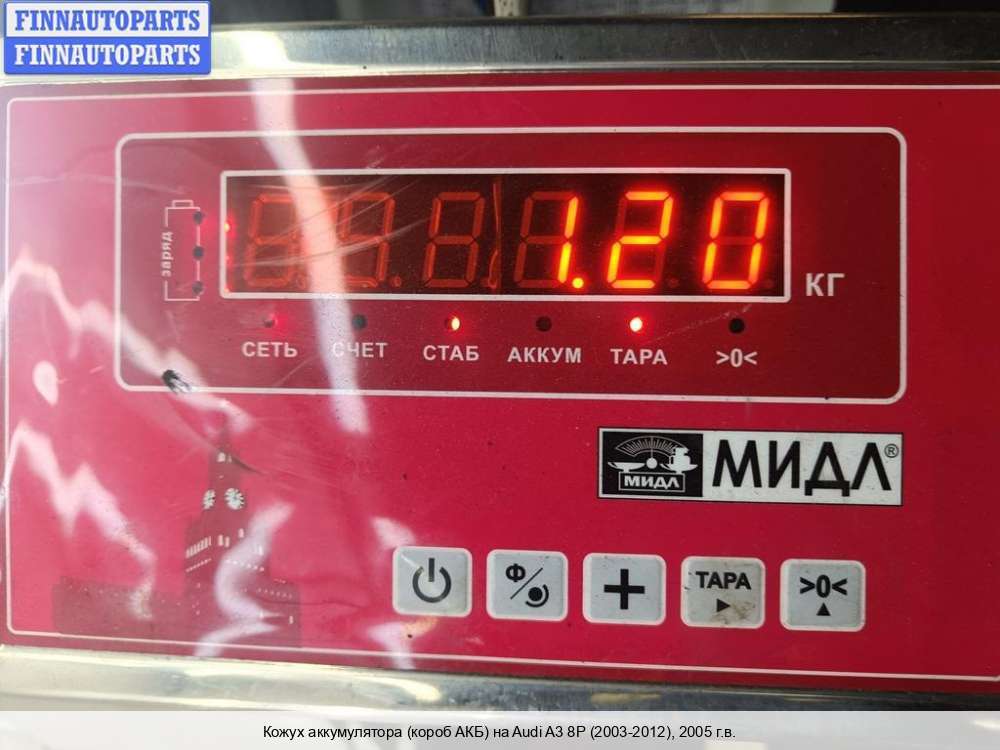 FINNAUTOPARTS
FINNAUTOPARTS
заряд
1.20
КГ
СЕТЬ СЧЕТ СТАБ АККУМ ТАРА >0<
МИДЛ
МИДЛ®
Ф
ТАРА >0<
Кожух аккумулятора (короб АКБ) на Audi A3 8P (2003-2012), 2005 г.в.